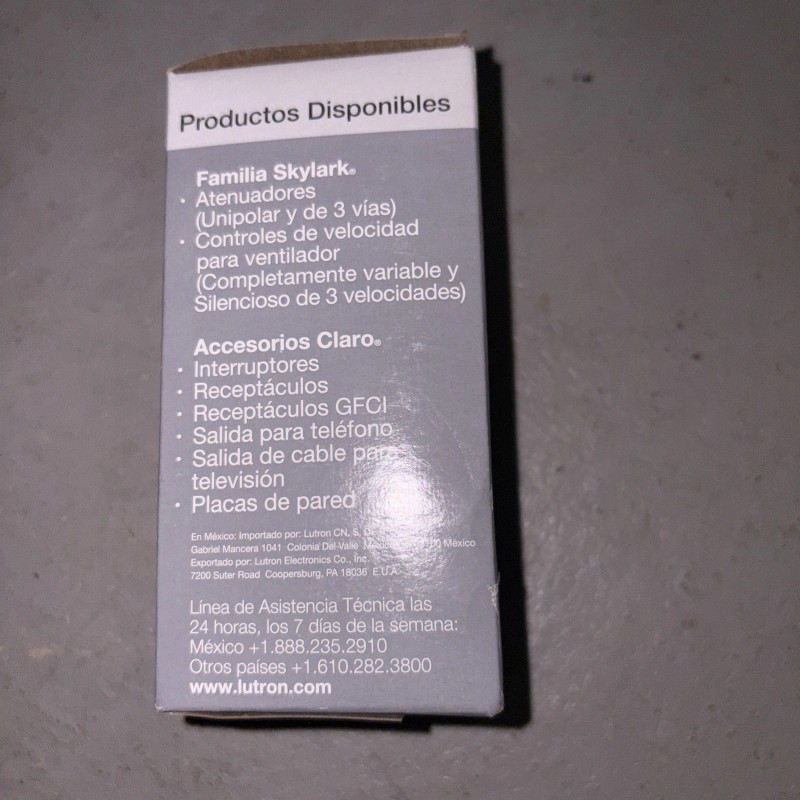 Productos Disponibles
Familia Skylark®
• Atenuadores
(Unipolar y de 3 vías)
• Controles de velocidad
para ventilador
(Completamente variable y
Silencioso de 3 velocidades)
Accesorios Claro®
• Interruptores
• Receptáculos
• Receptáculos GFCI
• Salida para teléfono
• Salida de cable para
televisión
• Placas de pared
En México: Importado por: Lutron CN, S.
Gabriel Mancera 1041 Colonia Del Valle México
Exportado por: Lutron Electronics Co., Inc.
7200 Suter Road Coopersburg, PA 18036 E.U.A.
Línea de Asistencia Técnica las
24 horas, los 7 días de la semana:
México +1.888.235.2910
Otros países +1.610.282.3800
www.lutron.com